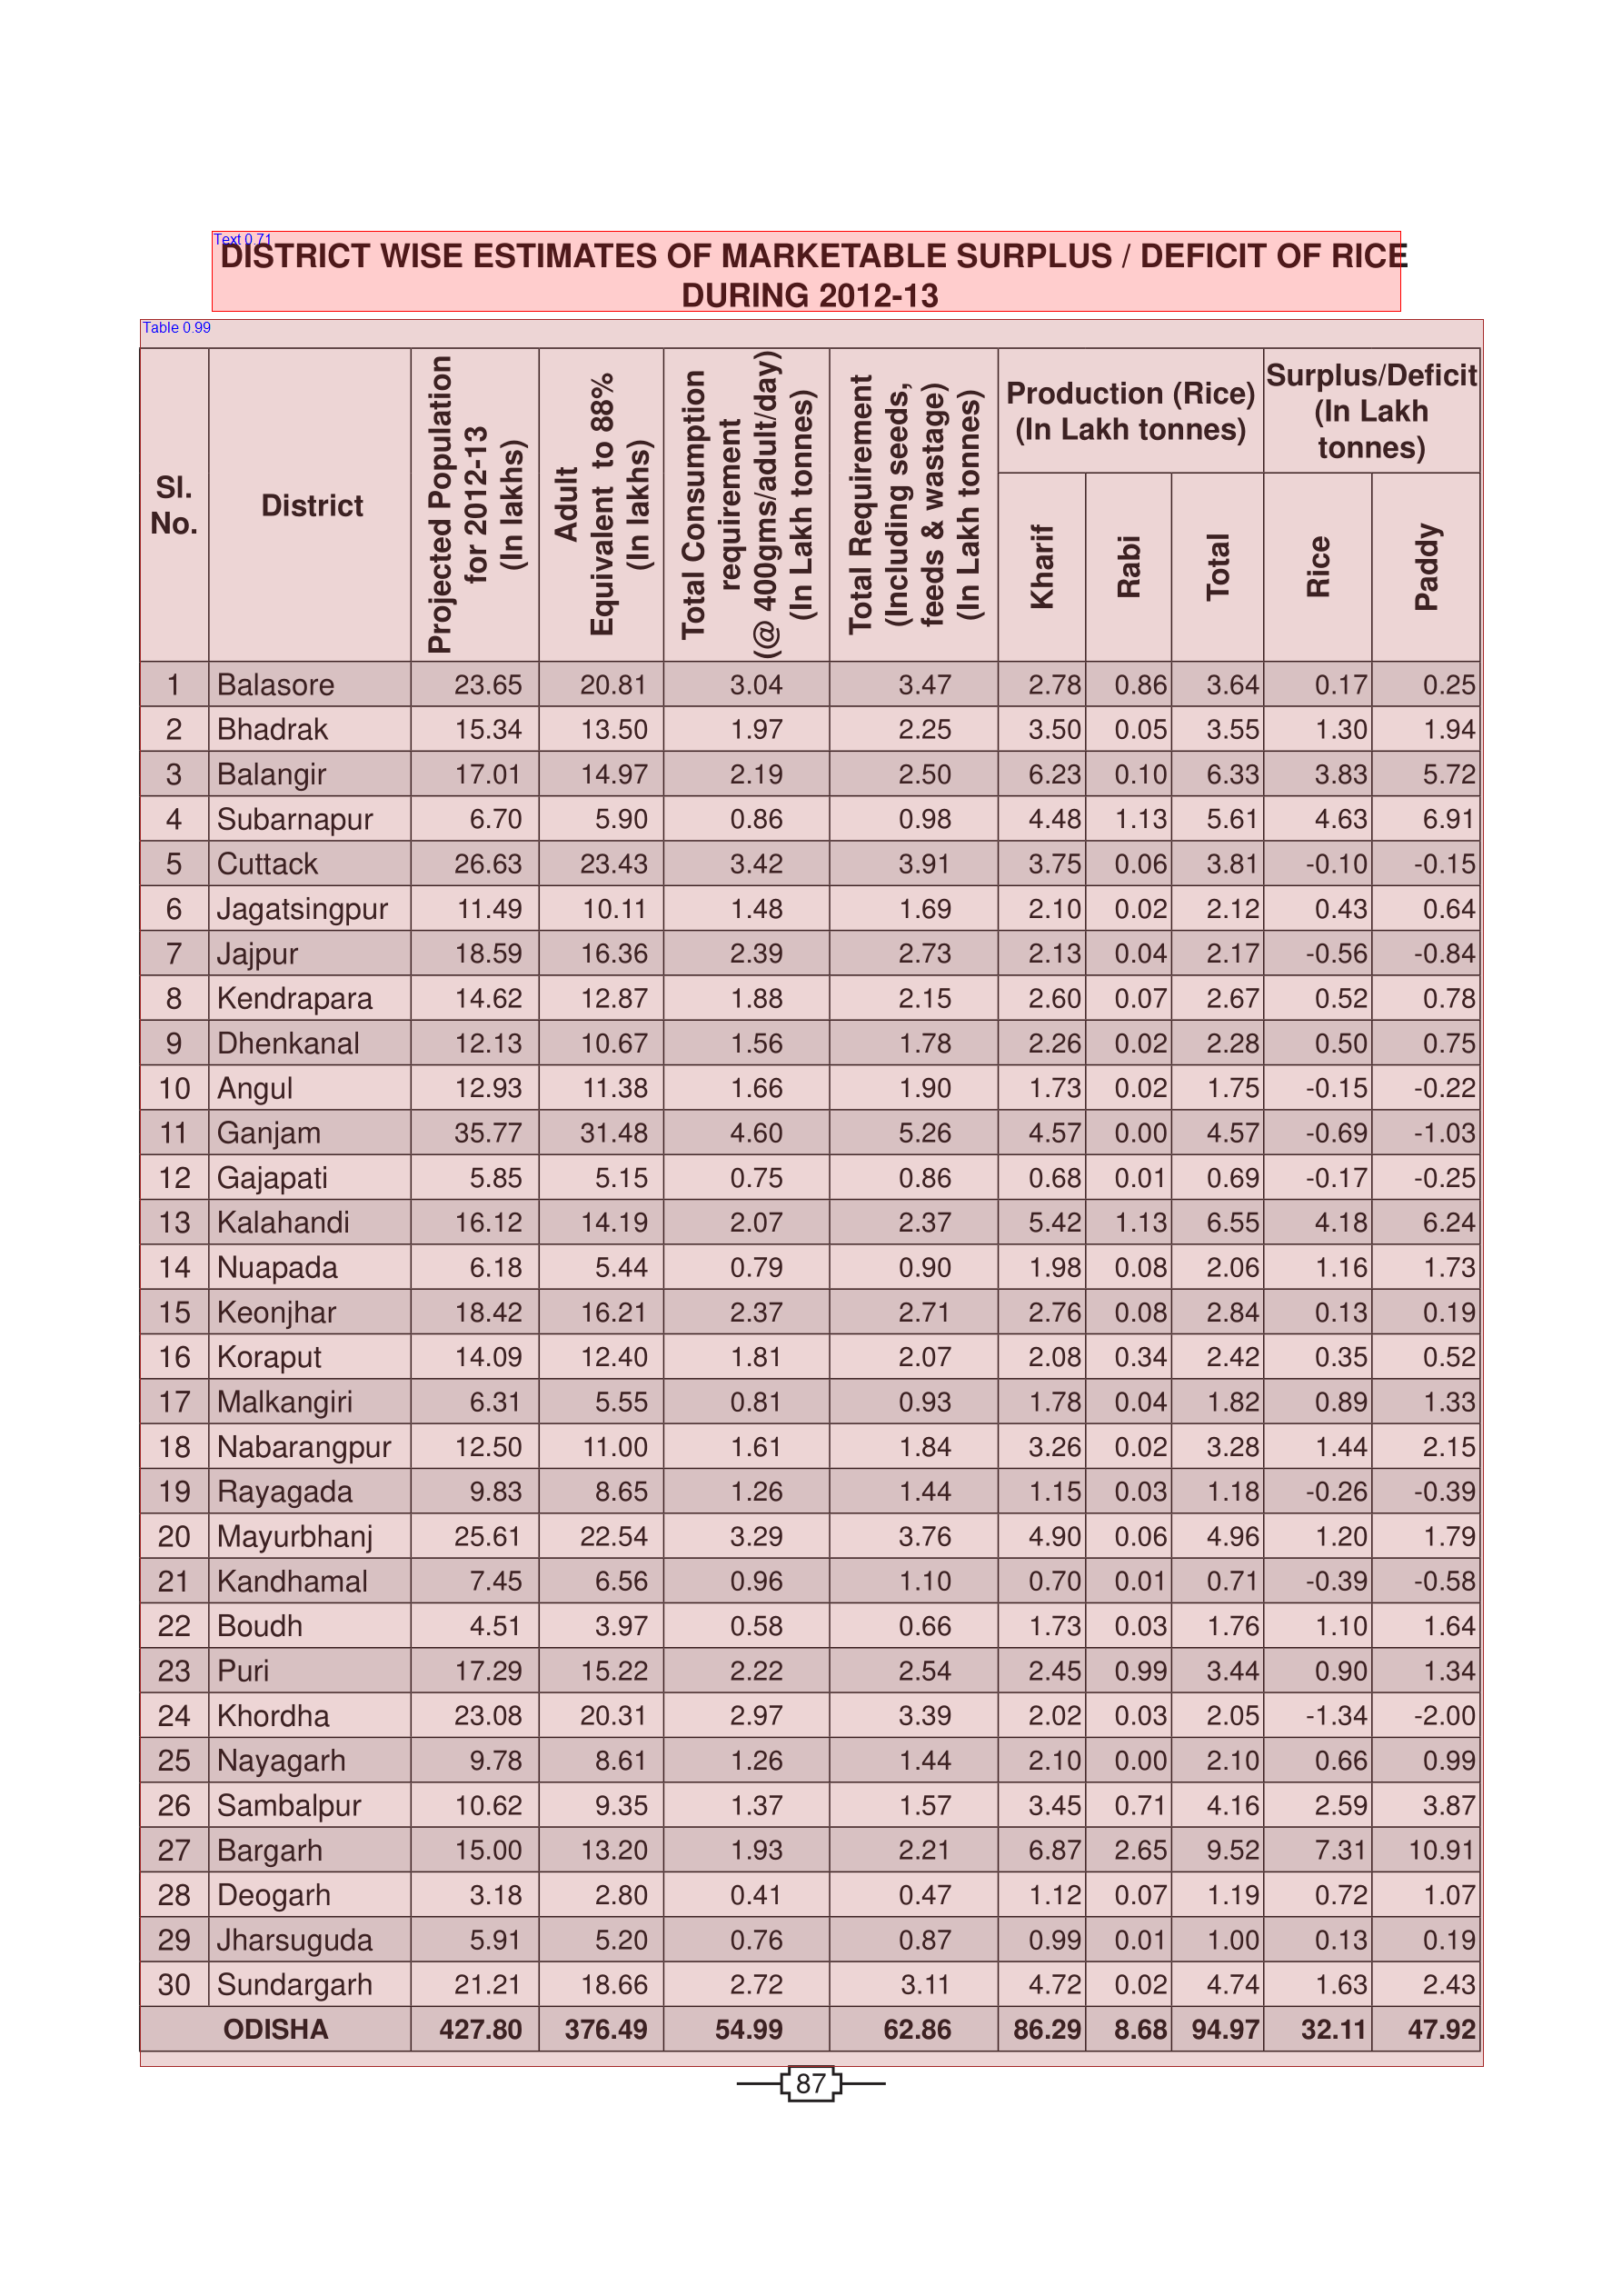 Text 0.71
DISTRICT WISE ESTIMATES OF MARKETABLE SURPLUS / DEFICIT OF RICE
DURING 2012-13
Table 0.99
Sl. No. District Projected Population for 2012-13 (In lakhs) Adult Equivalent to 88% (In lakhs) Total Consumption requirement (@ 400gms/adult/day) (In Lakh tonnes) Total Requirement (Including seeds, feeds & wastage) (In Lakh tonnes) Production (Rice) (In Lakh tonnes) Surplus/Deficit (In Lakh tonnes)
Kharif Rabi Total Rice Paddy
1 Balasore 23.65 20.81 3.04 3.47 2.78 0.86 3.64 0.17 0.25
2 Bhadrak 15.34 13.50 1.97 2.25 3.50 0.05 3.55 1.30 1.94
3 Balangir 17.01 14.97 2.19 2.50 6.23 0.10 6.33 3.83 5.72
4 Subarnapur 6.70 5.90 0.86 0.98 4.48 1.13 5.61 4.63 6.91
5 Cuttack 26.63 23.43 3.42 3.91 3.75 0.06 3.81 -0.10 -0.15
6 Jagatsingpur 11.49 10.11 1.48 1.69 2.10 0.02 2.12 0.43 0.64
7 Jajpur 18.59 16.36 2.39 2.73 2.13 0.04 2.17 -0.56 -0.84
8 Kendrapara 14.62 12.87 1.88 2.15 2.60 0.07 2.67 0.52 0.78
9 Dhenkanal 12.13 10.67 1.56 1.78 2.26 0.02 2.28 0.50 0.75
10 Angul 12.93 11.38 1.66 1.90 1.73 0.02 1.75 -0.15 -0.22
11 Ganjam 35.77 31.48 4.60 5.26 4.57 0.00 4.57 -0.69 -1.03
12 Gajapati 5.85 5.15 0.75 0.86 0.68 0.01 0.69 -0.17 -0.25
13 Kalahandi 16.12 14.19 2.07 2.37 5.42 1.13 6.55 4.18 6.24
14 Nuapada 6.18 5.44 0.79 0.90 1.98 0.08 2.06 1.16 1.73
15 Keonjhar 18.42 16.21 2.37 2.71 2.76 0.08 2.84 0.13 0.19
16 Koraput 14.09 12.40 1.81 2.07 2.08 0.34 2.42 0.35 0.52
17 Malkangiri 6.31 5.55 0.81 0.93 1.78 0.04 1.82 0.89 1.33
18 Nabarangpur 12.50 11.00 1.61 1.84 3.26 0.02 3.28 1.44 2.15
19 Rayagada 9.83 8.65 1.26 1.44 1.15 0.03 1.18 -0.26 -0.39
20 Mayurbhanj 25.61 22.54 3.29 3.76 4.90 0.06 4.96 1.20 1.79
21 Kandhamal 7.45 6.56 0.96 1.10 0.70 0.01 0.71 -0.39 -0.58
22 Boudh 4.51 3.97 0.58 0.66 1.73 0.03 1.76 1.10 1.64
23 Puri 17.29 15.22 2.22 2.54 2.45 0.99 3.44 0.90 1.34
24 Khordha 23.08 20.31 2.97 3.39 2.02 0.03 2.05 -1.34 -2.00
25 Nayagarh 9.78 8.61 1.26 1.44 2.10 0.00 2.10 0.66 0.99
26 Sambalpur 10.62 9.35 1.37 1.57 3.45 0.71 4.16 2.59 3.87
27 Bargarh 15.00 13.20 1.93 2.21 6.87 2.65 9.52 7.31 10.91
28 Deogarh 3.18 2.80 0.41 0.47 1.12 0.07 1.19 0.72 1.07
29 Jharsuguda 5.91 5.20 0.76 0.87 0.99 0.01 1.00 0.13 0.19
30 Sundargarh 21.21 18.66 2.72 3.11 4.72 0.02 4.74 1.63 2.43
ODISHA 427.80 376.49 54.99 62.86 86.29 8.68 94.97 32.11 47.92
87